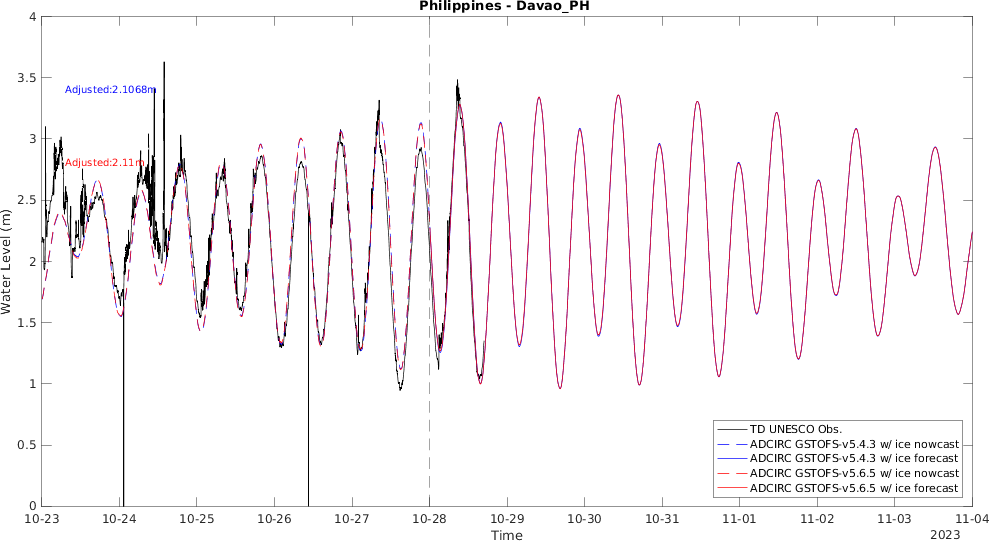 Philippines - Davao_PH
4
3.5
3
2.5
2
1.5
1
0.5
0
Water Level (m)
Adjusted:2.1068m
Adjusted:2.11m
TD UNESCO Obs.
ADCIRC GSTOFS-v5.4.3 w/ ice nowcast
ADCIRC GSTOFS-v5.4.3 w/ ice forecast
ADCIRC GSTOFS-v5.6.5 w/ ice nowcast
ADCIRC GSTOFS-v5.6.5 w/ ice forecast
10-23 10-24 10-25 10-26 10-27 10-28 10-29 10-30 10-31 11-01 11-02 11-03 11-04
Time
2023